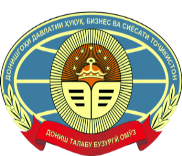 ДОНИШГОҲИ ДАВЛАТИИ ҲУҚУҚ, БИЗНЕС ВА СИЁСАТИ ТОҶИКИСТОН
ДОНИШ ТАЛАБУ БУЗУРГӢ ОМӮЗ